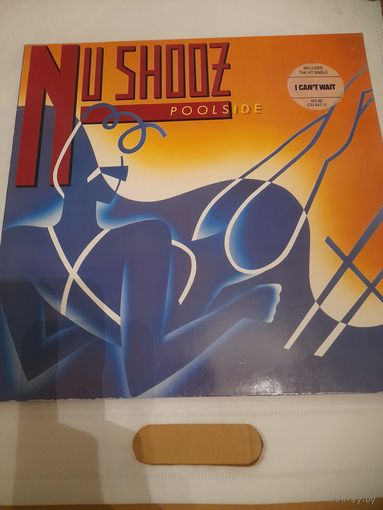 NU SHOOZ
POOLSIDE
INCLUDES
THE HIT SINGLE
I CAN'T WAIT